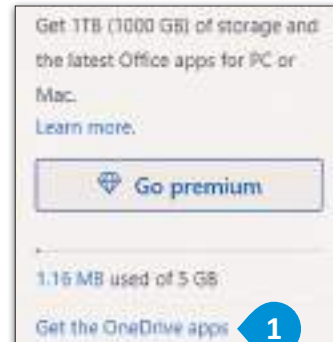 Get 1TB (1000 GB) of storage and
the latest Office apps for PC or
Mac.
Learn more.
Go premium
1.16 MB used of 5 GB
Get the OneDrive apps 1